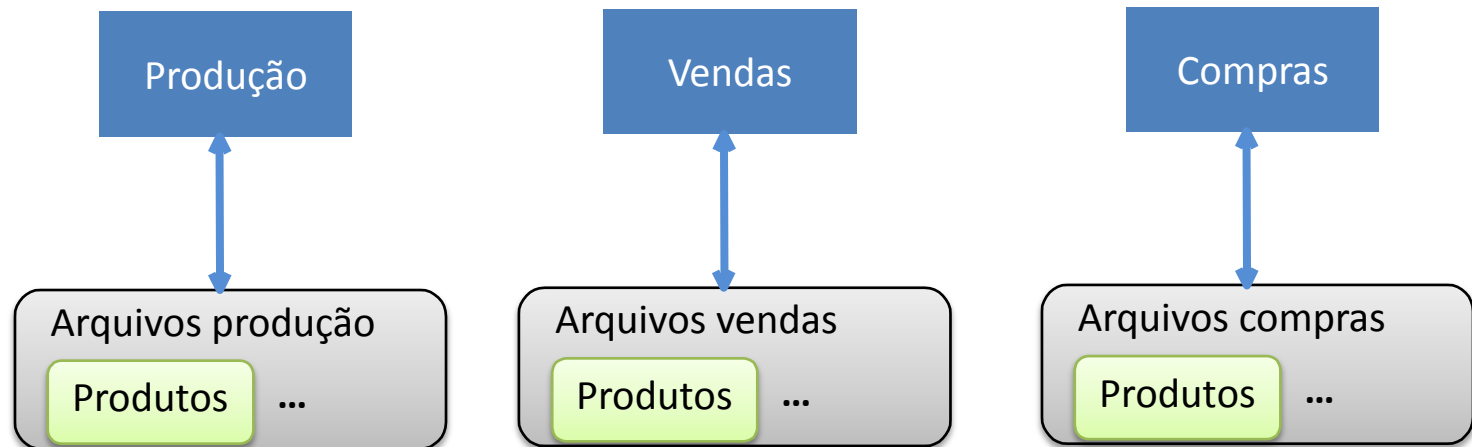 Produção
Vendas
Compras
Arquivos produção
Produtos ...
Arquivos vendas
Produtos ...
Arquivos compras
Produtos ...